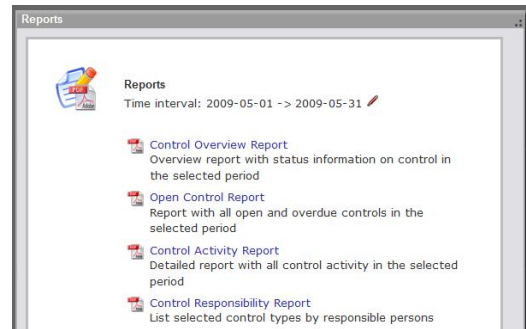 Reports
Reports
Time interval: 2009-05-01 -> 2009-05-31
PDF
Adobe
Control Overview Report
Overview report with status information on control in
the selected period
Open Control Report
Report with all open and overdue controls in the
selected period
Control Activity Report
Detailed report with all control activity in the selected
period
Control Responsibility Report
List selected control types by responsible persons